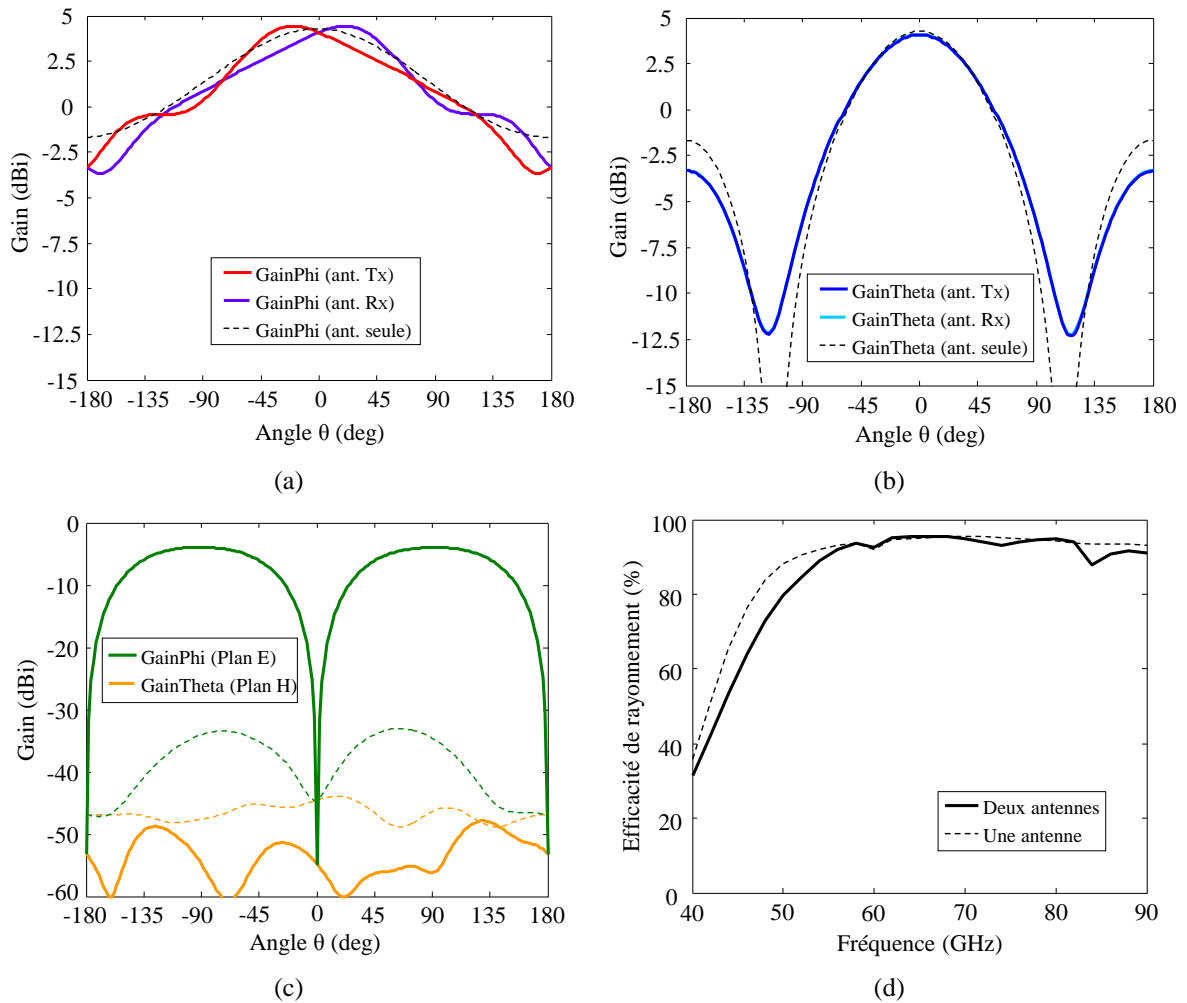 5
2.5
0
-2.5
-5
-7.5
-10
-12.5
-15
Gain (dBi)
GainPhi (ant. Tx)
GainPhi (ant. Rx)
GainPhi (ant. seule)
-180 -135 -90 -45 0 45 90 135 180
Angle θ (deg)
(a)
5
2.5
0
-2.5
-5
-7.5
-10
-12.5
-15
Gain (dBi)
GainTheta (ant. Tx)
GainTheta (ant. Rx)
GainTheta (ant. seule)
-180 -135 -90 -45 0 45 90 135 180
Angle θ (deg)
(b)
0
-10
-20
-30
-40
-50
-60
Gain (dBi)
GainPhi (Plan E)
GainTheta (Plan H)
-180 -135 -90 -45 0 45 90 135 180
Angle θ (deg)
(c)
100
80
60
40
20
0
Efficacité de rayonnement (%)
Deux antennes
Une antenne
40 50 60 70 80 90
Fréquence (GHz)
(d)